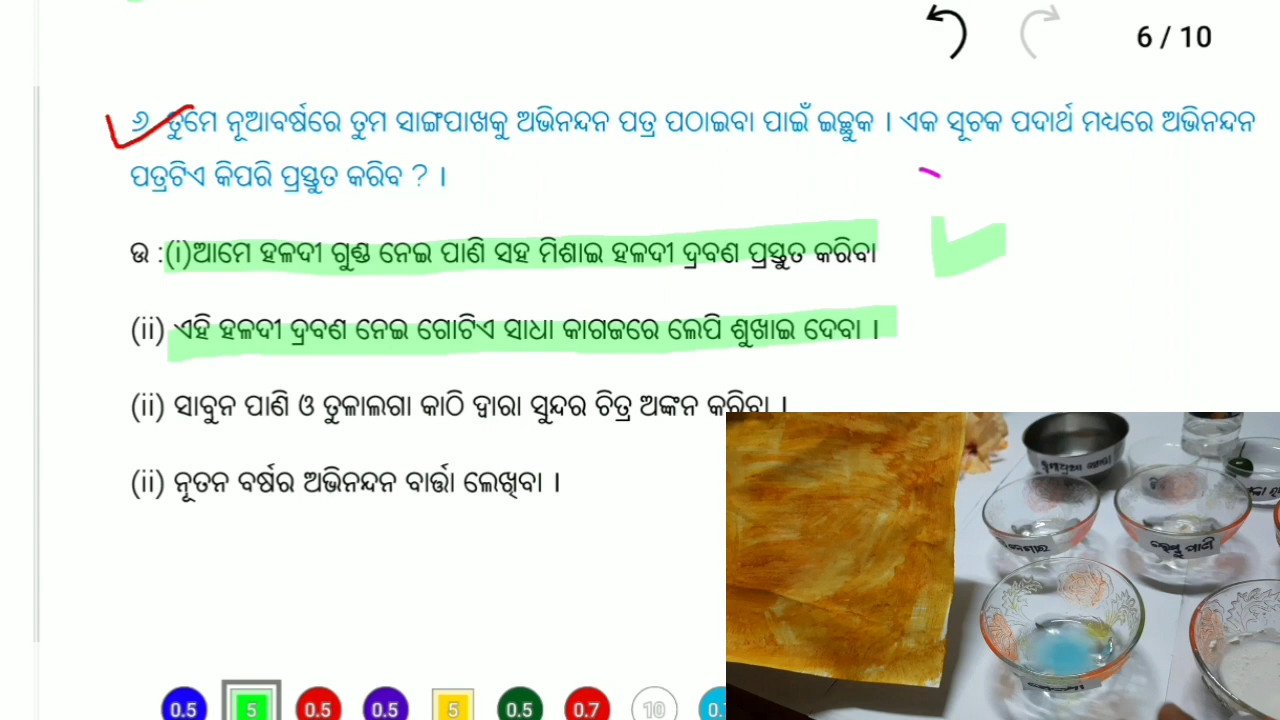 6 / 10
୬ ତୁମେ ନୂଆବର୍ଷରେ ତୁମ ସାଙ୍ଗପାଖକୁ ଅଭିନନ୍ଦନ ପତ୍ର ପଠାଇବା ପାଇଁ ଇଚ୍ଛୁକ । ଏକ ସୂଚକ ପଦାର୍ଥ ମଧ୍ୟରେ ଅଭିନନ୍ଦନ
ପତ୍ରଟିଏ କିପରି ପ୍ରସ୍ତୁତ କରିବ ? ।
ଉ :(i)ଆମେ ହଳଦୀ ଗୁଣ୍ଡ ନେଇ ପାଣି ସହ ମିଶାଇ ହଳଦୀ ଦ୍ରବଣ ପ୍ରସ୍ତୁତ କରିବା
(ii) ଏହି ହଳଦୀ ଦ୍ରବଣ ନେଇ ଗୋଟିଏ ସାଧା କାଗଜରେ ଲେପି ଶୁଖାଇ ଦେବା ।
(ii) ସାବୁନ ପାଣି ଓ ତୁଳାଲଗା କାଠି ଦ୍ୱାରା ସୁନ୍ଦର ଚିତ୍ର ଅଙ୍କନ କରିବା ।
(ii) ନୂତନ ବର୍ଷର ଅଭିନନ୍ଦନ ବାର୍ତ୍ତା ଲେଖିବା ।
ଲେମ୍ବୁ ପାଣି
0.5 5 0.5 0.5 5 0.5 0.7 10 0.7